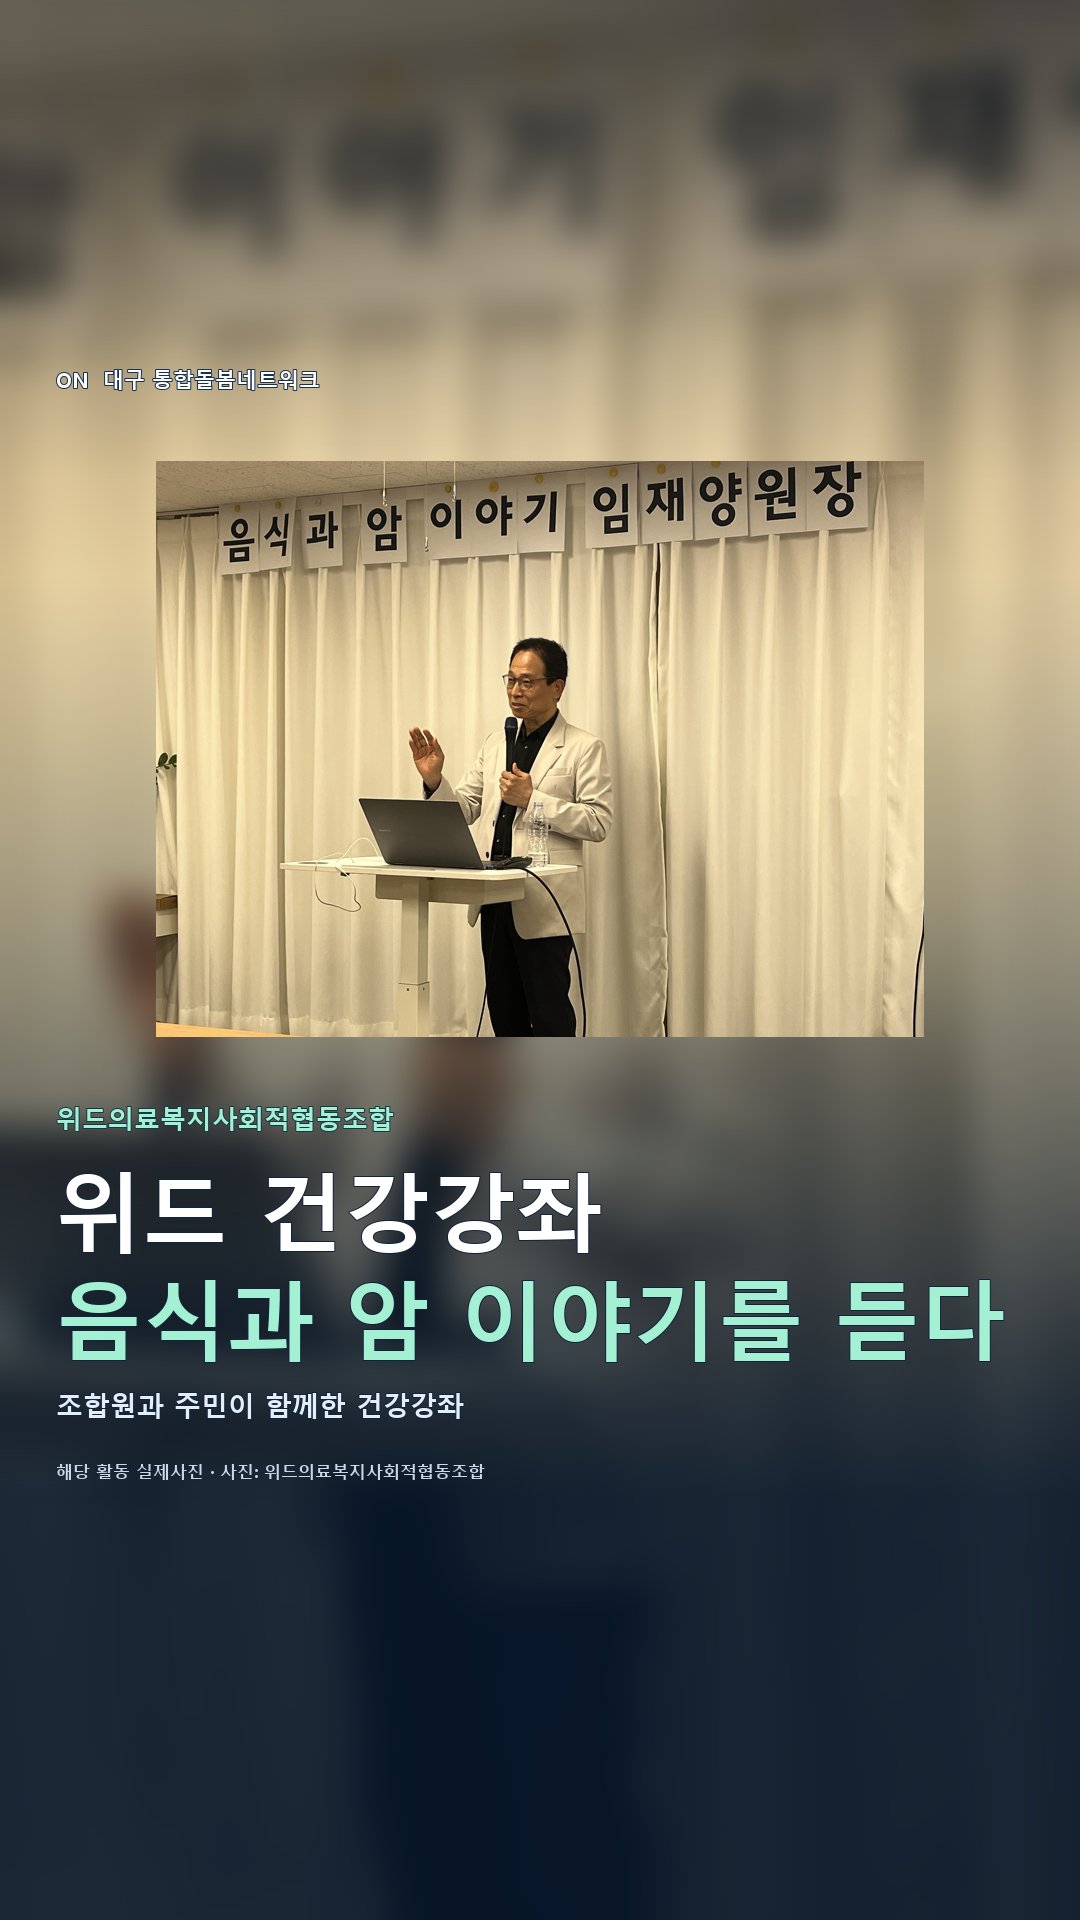 ON 대구 통합돌봄네트워크
음식과 암 이야기 임재양원장
위드의료복지사회적협동조합
위드 건강강좌
음식과 암 이야기를 듣다
조합원과 주민이 함께한 건강강좌
해당 활동 실제사진 · 사진: 위드의료복지사회적협동조합